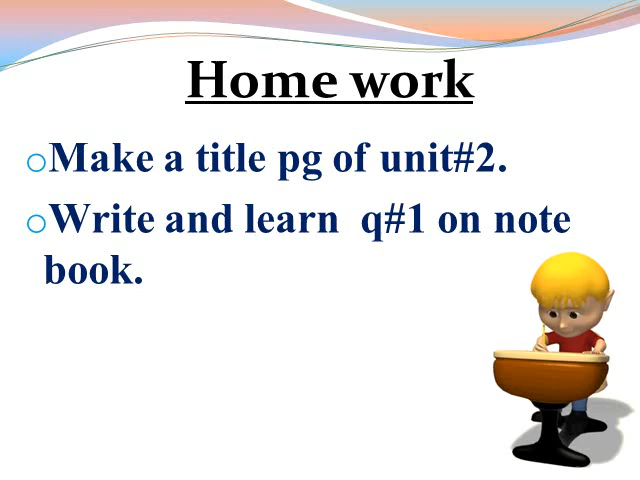 Home work
Make a title pg of unit#2.
Write and learn q#1 on note
book.